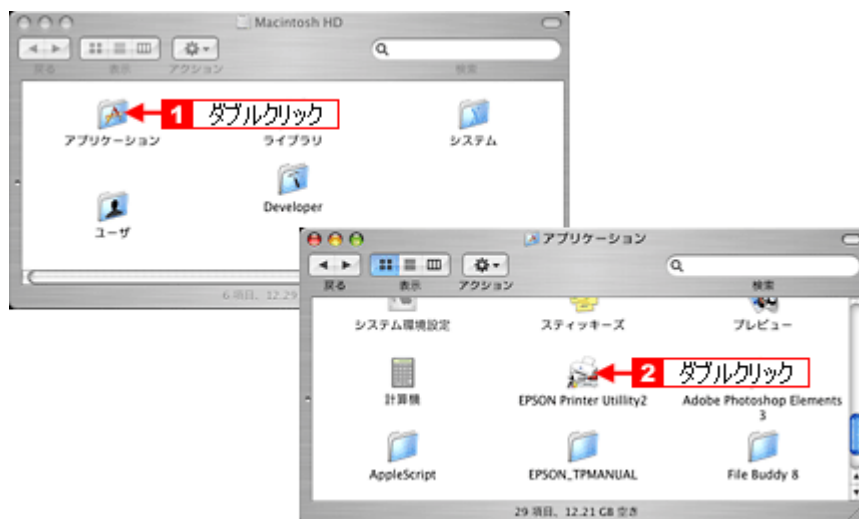 Macintosh HD
戻る 表示 アクション 検索
1 ダブルクリック
アプリケーション ライブラリ システム
ユーザ Developer
6 項目、12.29
アプリケーション
戻る 表示 アクション 検索
システム環境設定 スティッキーズ プレビュー
2 ダブルクリック
計算機 EPSON Printer Utillity2 Adobe Photoshop Elements 3
AppleScript EPSON_TPMANUAL File Buddy 8
29 項目、12.21 GB 空き